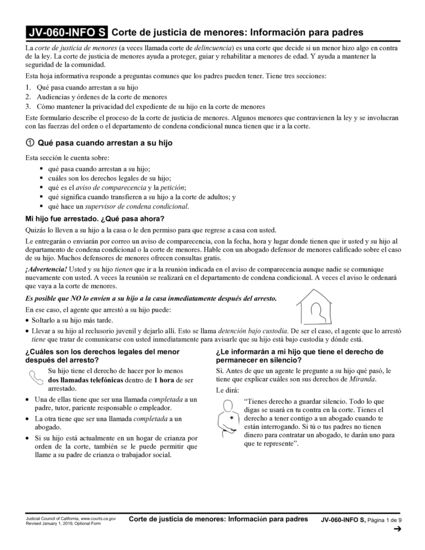 JV-060-INFO S Corte de justicia de menores: Información para padres
La corte de justicia de menores (a veces llamada corte de delincuencia) es una corte que decide si un menor hizo algo en contra
de la ley. La corte de justicia de menores ayuda a proteger, guiar y rehabilitar a menores de edad. Y ayuda a mantener la
seguridad de la comunidad.
Esta hoja informativa responde a preguntas comunes que los padres pueden tener. Tiene tres secciones:
1. Qué pasa cuando arrestan a su hijo
2. Audiencias y órdenes de la corte de menores
3. Cómo mantener la privacidad del expediente de su hijo en la corte de menores
Este formulario describe el proceso de la corte de justicia de menores. Algunos menores que contravienen la ley y se involucran
con las fuerzas del orden o el departamento de condena condicional nunca tienen que ir a la corte.
① Qué pasa cuando arrestan a su hijo
Esta sección le cuenta sobre:
• qué pasa cuando arrestan a su hijo;
• cuáles son los derechos legales de su hijo;
• qué es el aviso de comparecencia y la petición;
• qué significa cuando transfieren a su hijo a la corte de adultos; y
• qué hace un supervisor de condena condicional.
Mi hijo fue arrestado. ¿Qué pasa ahora?
Quizás lo lleven a su hijo a la casa o le den permiso para que regrese a casa con usted.
Le entregarán o enviarán por correo un aviso de comparecencia, con la fecha, hora y lugar donde tienen que ir usted y su hijo al
departamento de condena condicional o la corte de menores. Hable con un abogado defensor de menores calificado sobre el caso
de su hijo. Muchos defensores de menores ofrecen consultas gratis.
¡Advertencia! Usted y su hijo tienen que ir a la reunión indicada en el aviso de comparecencia aunque nadie se comunique
nuevamente con usted. A veces la reunión se realizará en el departamento de condena condicional. A veces el aviso le ordenará
que vaya a la corte de menores.
Es posible que NO lo envíen a su hijo a la casa inmediatamente después del arresto.
En ese caso, el agente que arrestó a su hijo puede:
• Soltarlo a su hijo más tarde.
• Llevar a su hijo al reclusorio juvenil y dejarlo allí. Esto se llama detención bajo custodia. De ser el caso, el agente que lo arrestó
tiene que tratar de comunicarse con usted inmediatamente para avisarle que su hijo está bajo custodia y dónde está.
¿Cuáles son los derechos legales del menor
después del arresto?
Su hijo tiene el derecho de hacer por lo menos
dos llamadas telefónicas dentro de 1 hora de ser
arrestado.
• Una de ellas tiene que ser una llamada completada a un
padre, tutor, pariente responsable o empleador.
• La otra tiene que ser una llamada completada a un
abogado.
• Si su hijo está actualmente en un hogar de crianza por
orden de la corte, también se le puede permitir que
llame a su padre de crianza o trabajador social.
¿Le informarán a mi hijo que tiene el derecho de
permanecer en silencio?
Sí. Antes de que un agente le pregunte a su hijo qué pasó, le
tiene que explicar cuáles son sus derechos de Miranda.
Le dirá:
"Tienes derecho a guardar silencio. Todo lo que
digas se usará en tu contra en la corte. Tienes el
derecho a tener contigo a un abogado cuando te
están interrogando. Si tú o tus padres no tienen
dinero para contratar un abogado, te darán uno para
que te represente".
Judicial Council of California, www.courts.ca.gov
Revised January 1, 2019, Optional Form
Corte de justicia de menores: Información para padres
JV-060-INFO S, Página 1 de 9